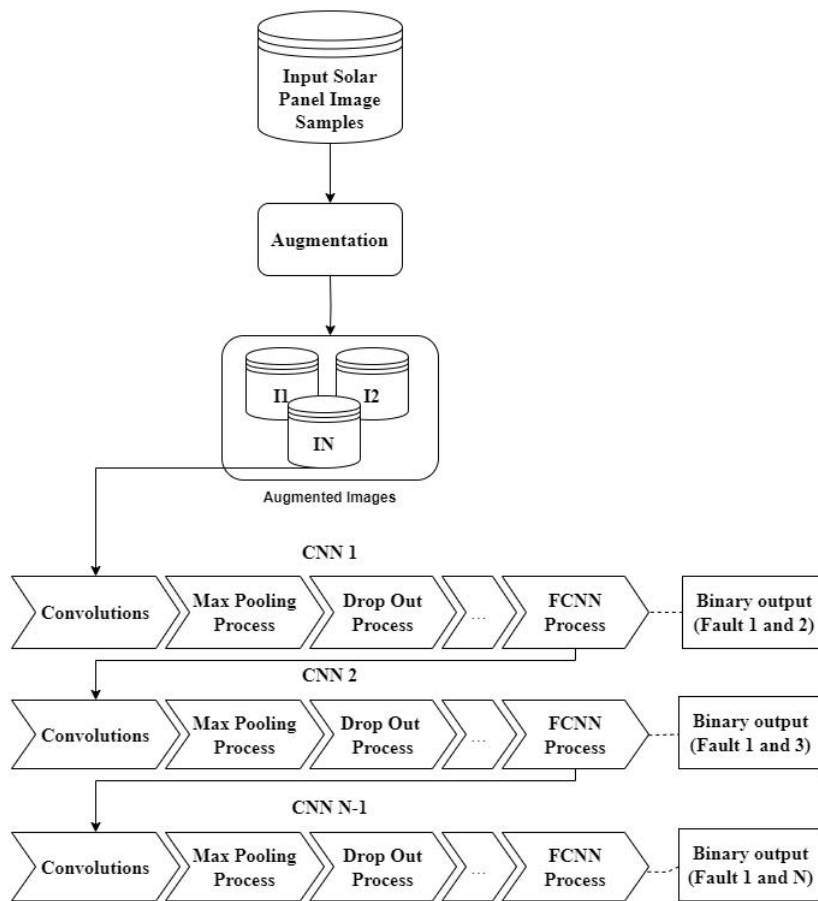 Input Solar
Panel Image
Samples
Augmentation
I1
I2
IN
Augmented Images
CNN 1
Convolutions
Max Pooling
Process
Drop Out
Process
...
FCNN
Process
Binary output
(Fault 1 and 2)
CNN 2
Convolutions
Max Pooling
Process
Drop Out
Process
...
FCNN
Process
Binary output
(Fault 1 and 3)
CNN N-1
Convolutions
Max Pooling
Process
Drop Out
Process
...
FCNN
Process
Binary output
(Fault 1 and N)